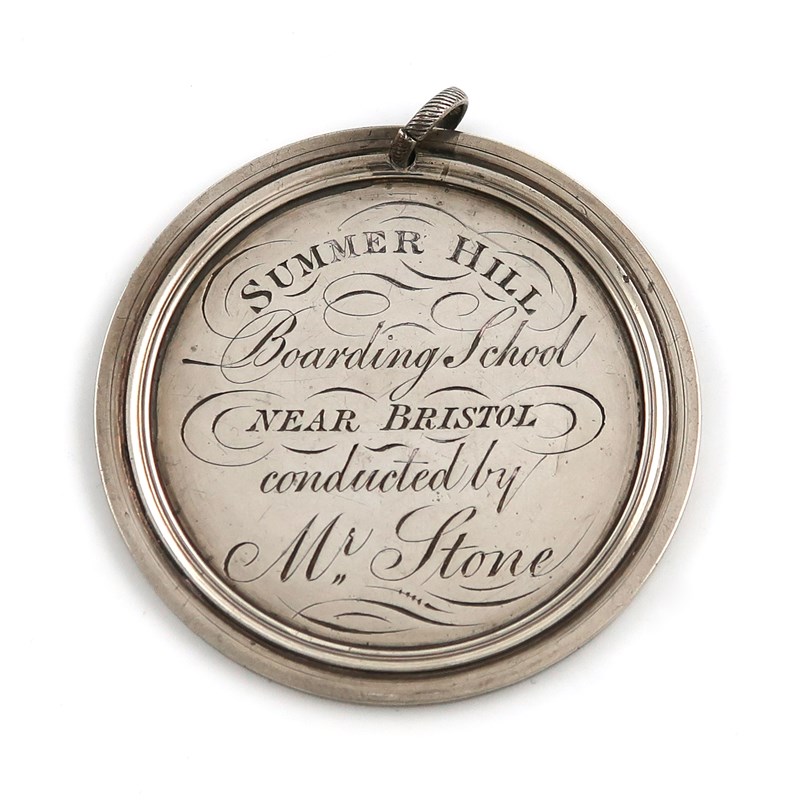 SUMMER HILL
Boarding School
NEAR BRISTOL
conducted by
Mr Stone